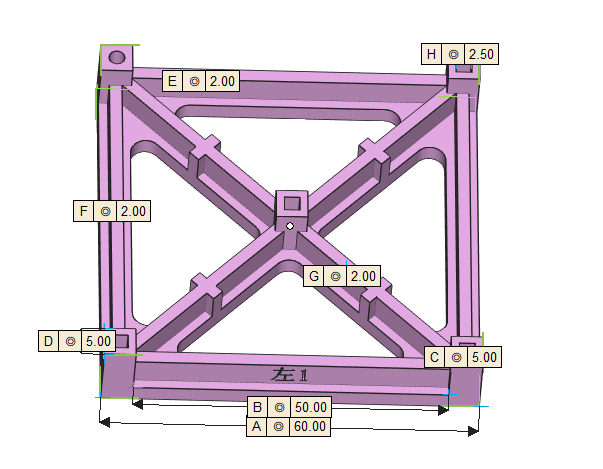 H ◎ 2.50
E ◎ 2.00
F ◎ 2.00
G ◎ 2.00
D ◎ 5.00
C ◎ 5.00
左1
B ◎ 50.00
A ◎ 60.00